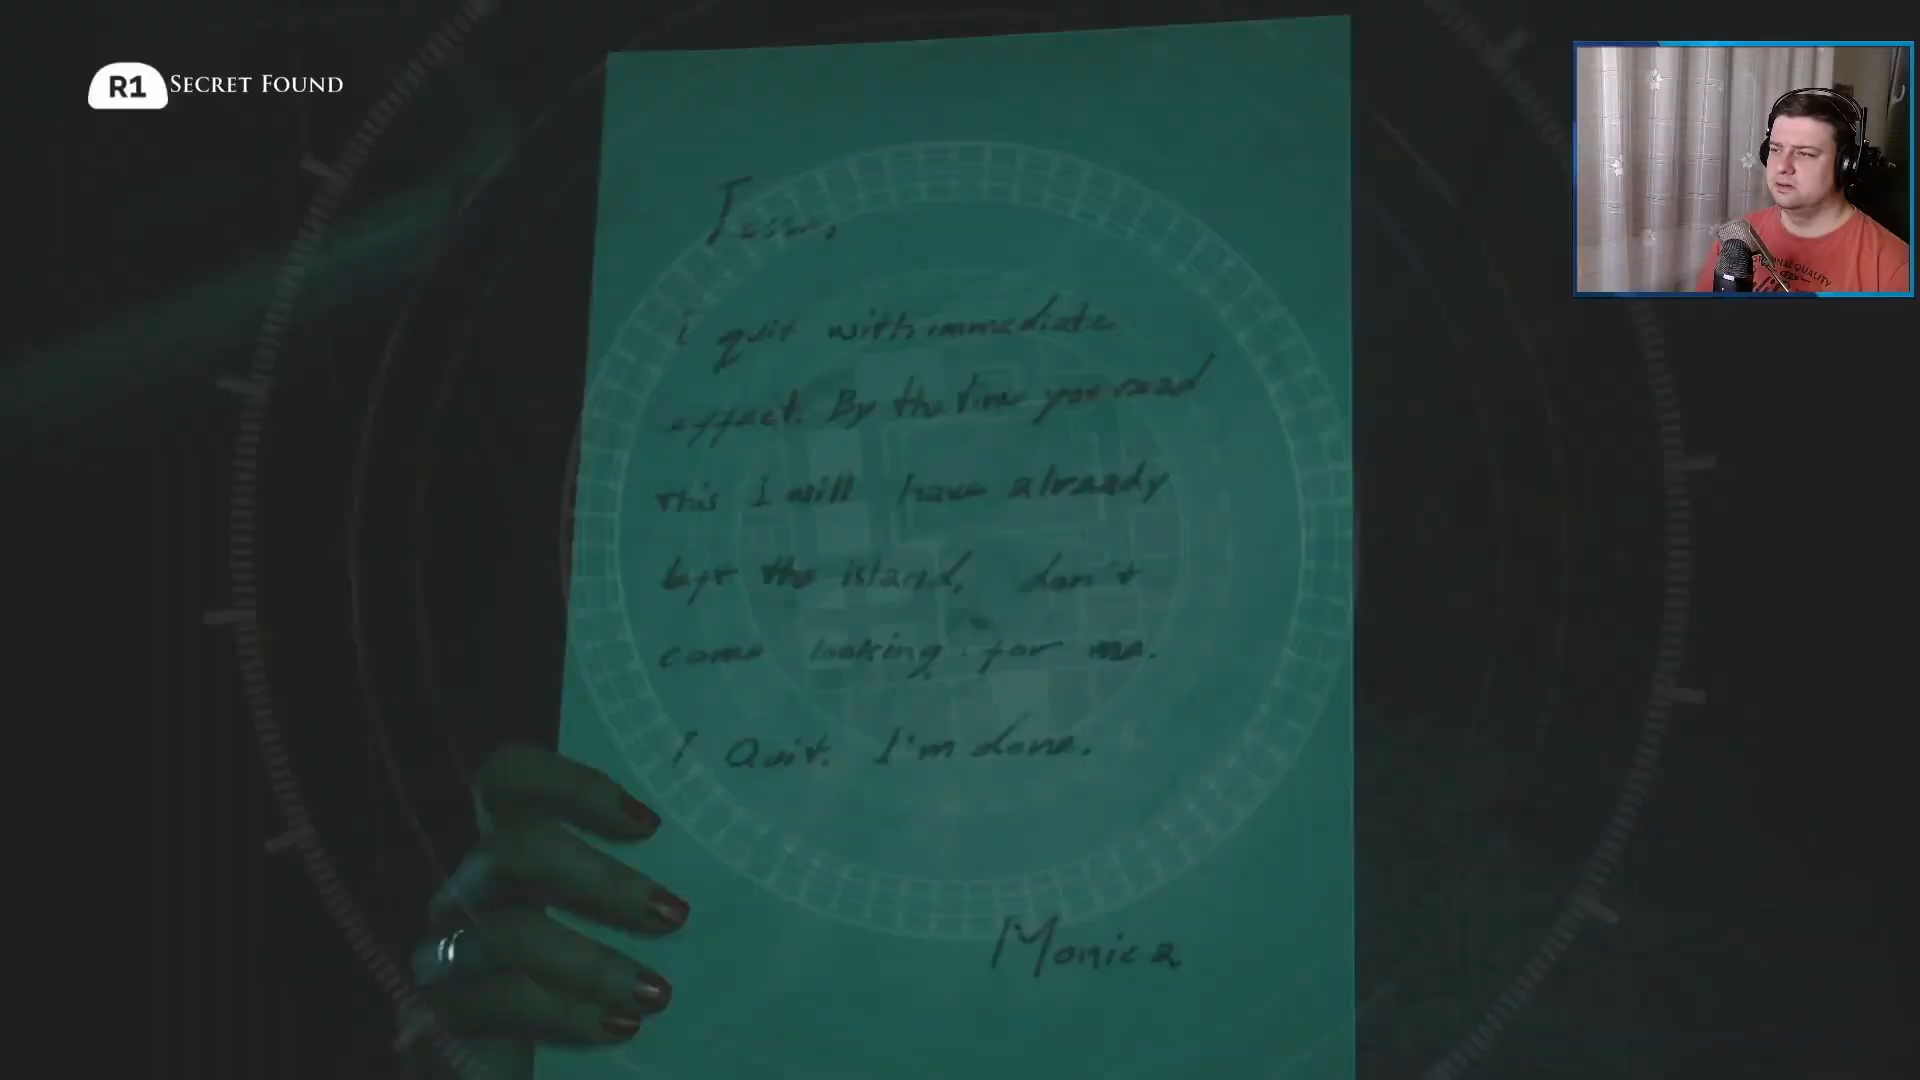 R1 SECRET FOUND
I quit with immediate
effect. By the time you read
this I will have already
left the island, don't
come looking for me.
I Quit. I'm done.
Monica